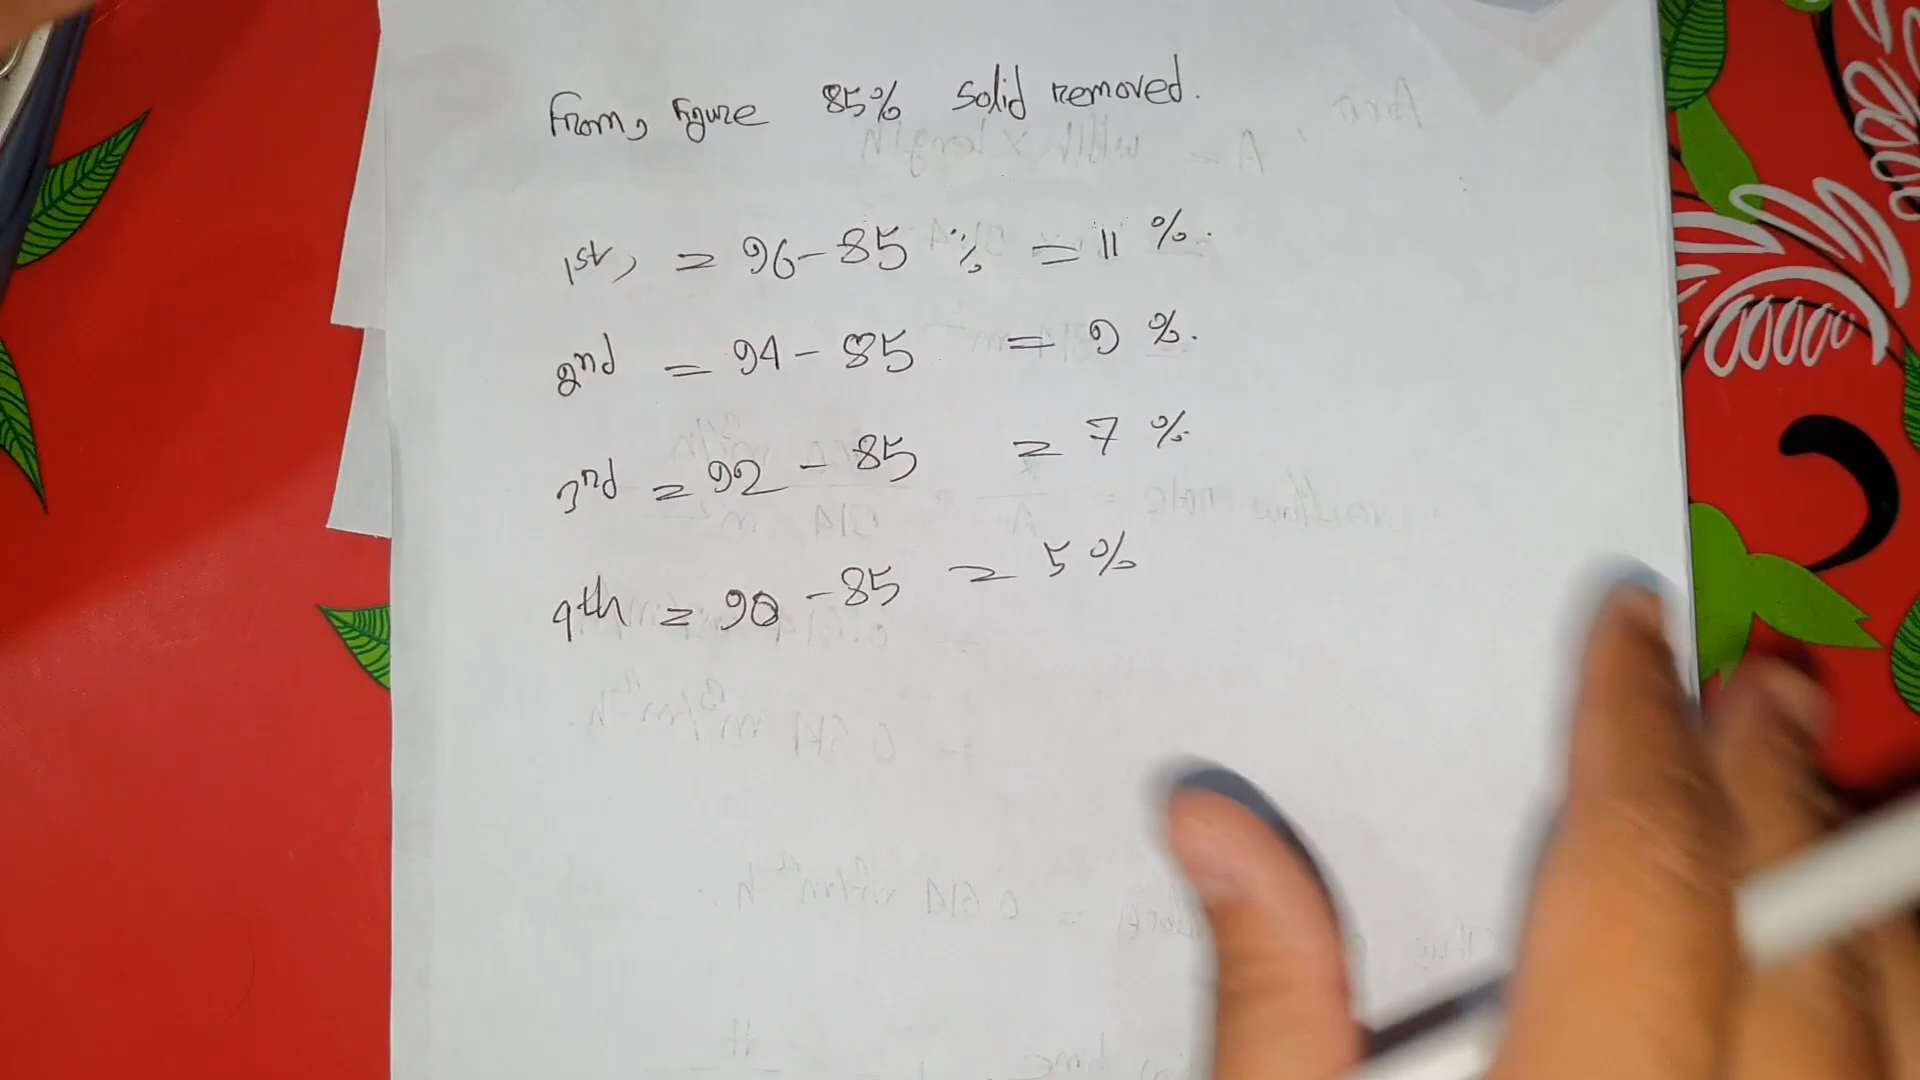 From, Figure 85% Solid removed.
1st, = 96 - 85 % = 11 %.
2nd = 94 - 85 = 9 %.
3rd = 92 - 85 = 7 %
4th = 90 - 85 = 5 %